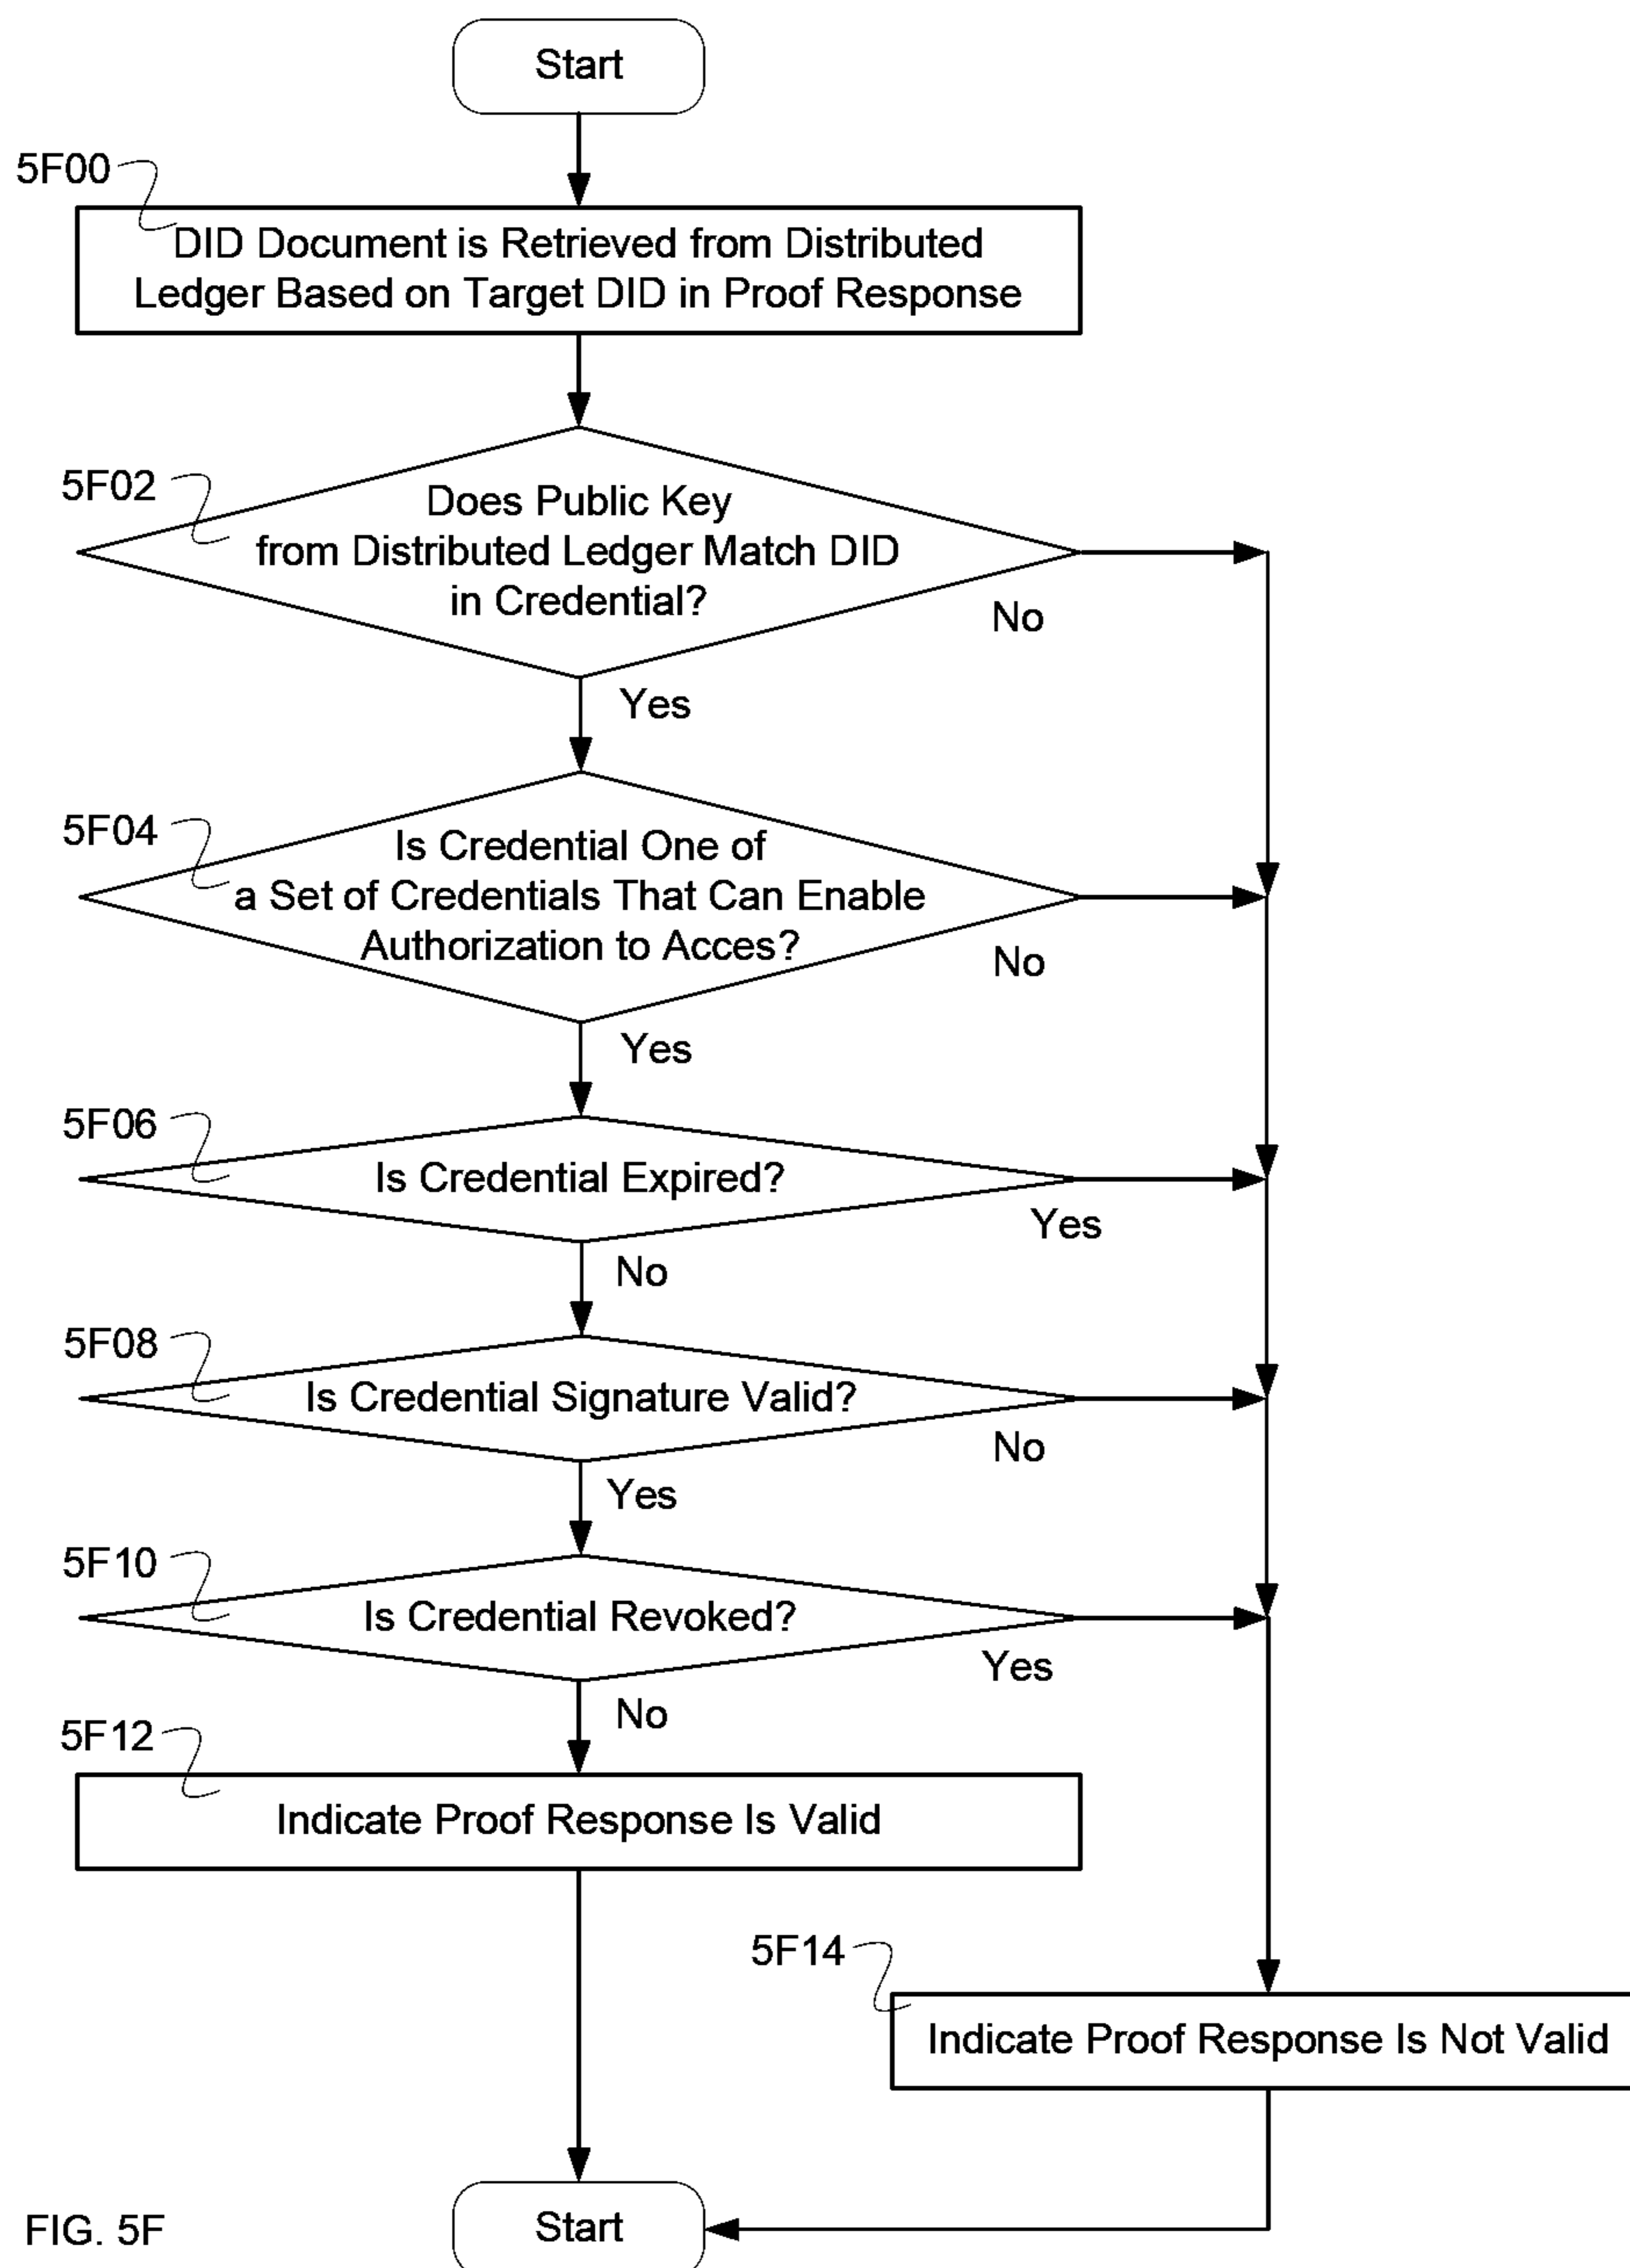 Start
5F00
DID Document is Retrieved from Distributed
Ledger Based on Target DID in Proof Response
5F02
Does Public Key
from Distributed Ledger Match DID
in Credential?
No
Yes
5F04
Is Credential One of
a Set of Credentials That Can Enable
Authorization to Acces?
No
Yes
5F06
Is Credential Expired?
Yes
No
5F08
Is Credential Signature Valid?
No
Yes
5F10
Is Credential Revoked?
Yes
No
5F12
Indicate Proof Response Is Valid
5F14
Indicate Proof Response Is Not Valid
Start
FIG. 5F